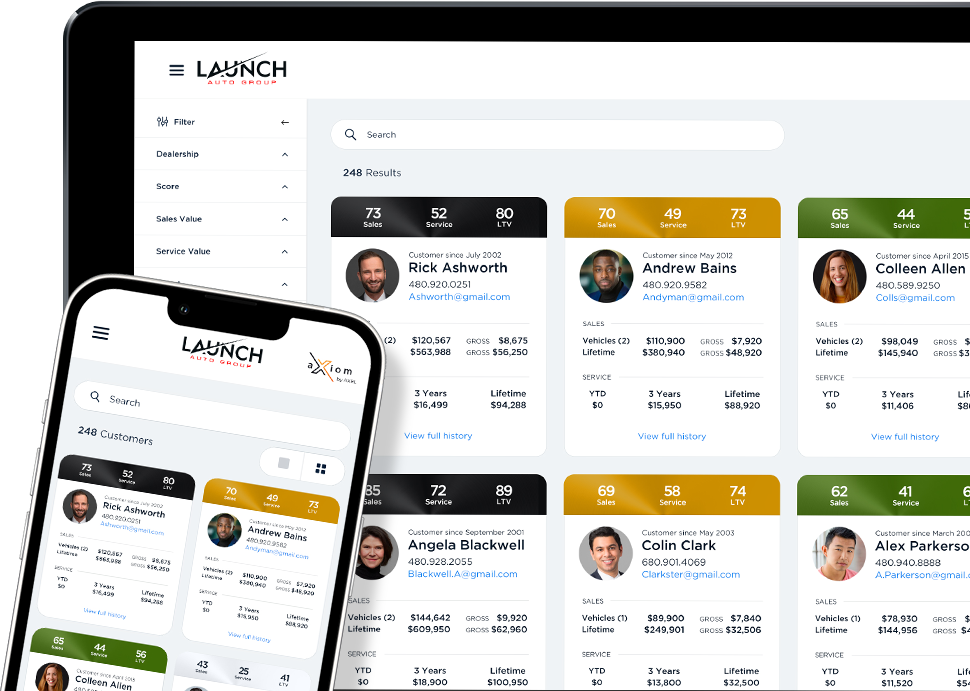 LAUNCH
AUTO GROUP
Filter
Dealership
Score
Sales Value
Service Value
Search
248 Results
73 52 80
Sales Service LTV
Customer since July 2002
Rick Ashworth
480.920.0251
Ashworth@gmail.com
(2) $120,567 GROSS $8,675
$563,988 GROSS $56,250
3 Years Lifetime
$16,499 $94,288
View full history
70 49 73
Sales Service LTV
Customer since May 2012
Andrew Bains
480.920.9582
Andyman@gmail.com
SALES
Vehicles (2) $110,900 GROSS $7,920
Lifetime $380,940 GROSS $48,920
SERVICE
YTD 3 Years Lifetime
$0 $15,950 $88,920
View full history
65 44
Sales Service
Customer since April 2015
Colleen Allen
480.589.9250
Colls@gmail.com
SALES
Vehicles (2) $98,049 GROSS
Lifetime $145,940 GROSS
SERVICE
YTD 3 Years
$0 $11,406
View full history
85 72 89
Sales Service LTV
Customer since September 2001
Angela Blackwell
480.928.2055
Blackwell.A@gmail.com
SALES
Vehicles (2) $144,642 GROSS $9,920
Lifetime $609,950 GROSS $62,960
SERVICE
YTD 3 Years Lifetime
$0 $18,900 $100,950
69 58 74
Sales Service LTV
Customer since May 2003
Colin Clark
680.901.4069
Clarkster@gmail.com
SALES
Vehicles (1) $89,900 GROSS $7,840
Lifetime $249,901 GROSS $32,506
SERVICE
YTD 3 Years Lifetime
$0 $13,800 $32,500
62 41
Sales Service
Customer since March 200
Alex Parkerso
480.940.8888
A.Parkerson@gmail.c
SALES
Vehicles (1) $78,930 GROSS
Lifetime $144,956 GROSS
SERVICE
YTD 3 Years
$0 $11,520
LAUNCH
AUTO GROUP
aXiom
by AXEL
Search
248 Customers
73 52 80
Sales Service LTV
Customer since July 2002
Rick Ashworth
480.920.0251
Ashworth@gmail.com
SALES
Vehicles (2) $120,567 GROSS $8,675
Lifetime $563,988 GROSS $56,250
SERVICE
YTD 3 Years Lifetime
$0 $16,499 $94,288
View full history
70 49 73
Sales Service LTV
Customer since May 2012
Andrew Bains
480.920.9582
Andyman@gmail.com
SALES
Vehicles (2) $110,900 GROSS $7,920
Lifetime $380,940 GROSS $48,920
SERVICE
YTD 3 Years Lifetime
$0 $15,950 $88,920
View full history
65 44 56
Sales Service LTV
Customer since April 2015
Colleen Allen
43 25 41
Sales Service LTV